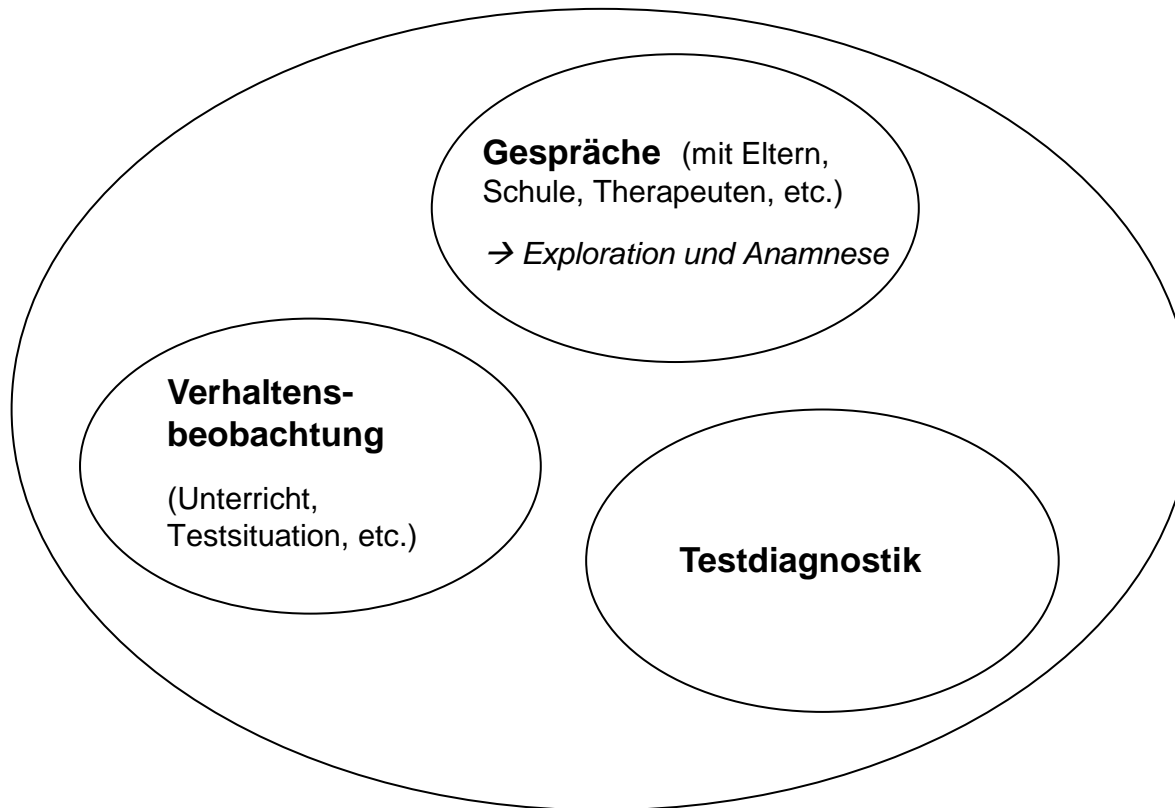 Gespräche (mit Eltern,
Schule, Therapeuten, etc.)
→ Exploration und Anamnese
Verhaltens-
beobachtung
(Unterricht,
Testsituation, etc.)
Testdiagnostik